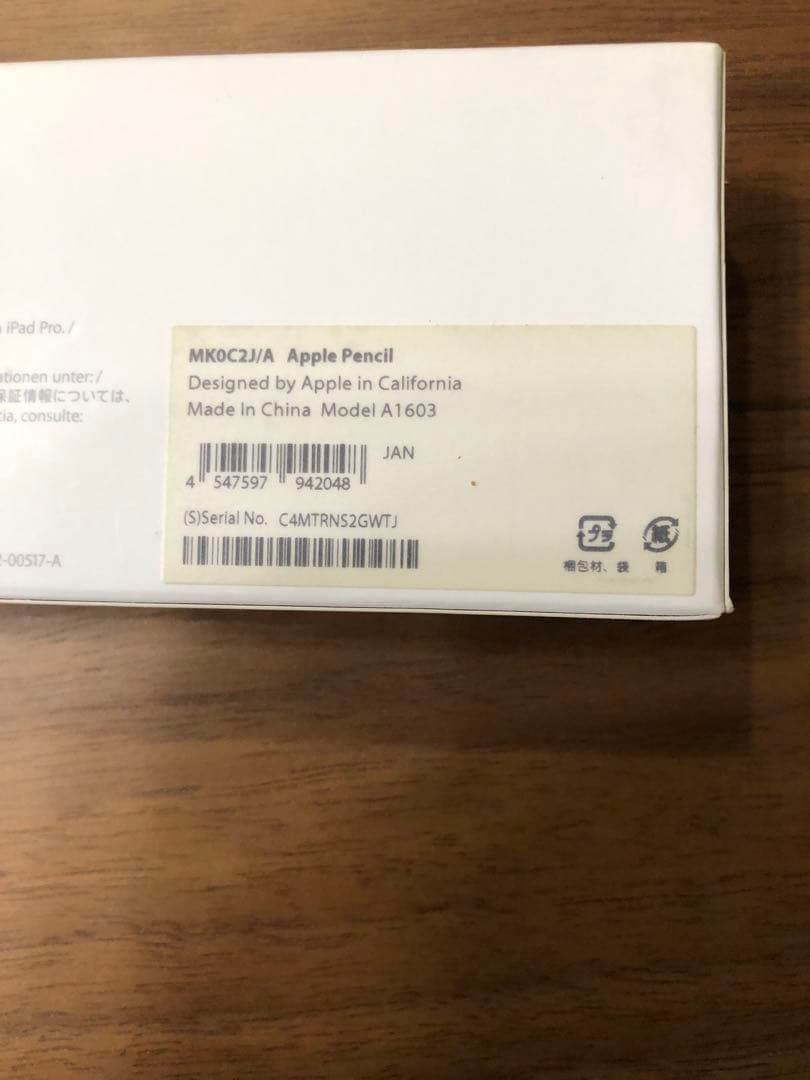 iPad Pro. /
ationen unter: /
保証情報については、
cia, consulte:
2-00517-A
MK0C2J/A Apple Pencil
Designed by Apple in California
Made In China Model A1603
JAN
4 547597 942048
(S)Serial No. C4MTRNS2GWTJ
プラ 紙
梱包材、袋 箱